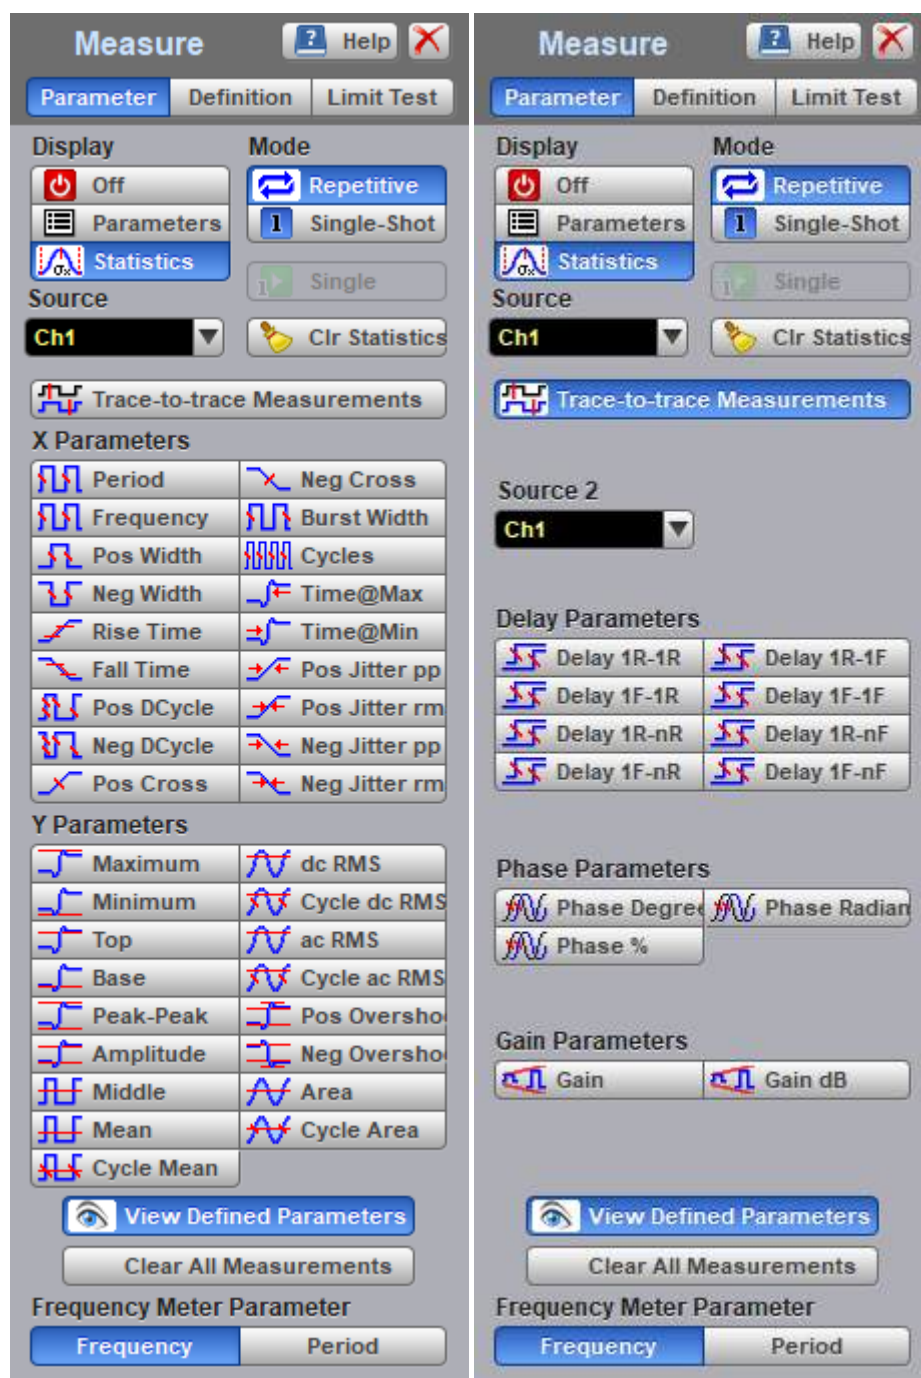 Measure ? Help
Parameter Definition Limit Test
Display Mode
Off Repetitive
Parameters 1 Single-Shot
σx Statistics
1 Single
Source
Ch1 Clr Statistics
Trace-to-trace Measurements
X Parameters
Period Neg Cross
Frequency Burst Width
Pos Width Cycles
Neg Width Time@Max
Rise Time Time@Min
Fall Time Pos Jitter pp
Pos DCycle Pos Jitter rm
Neg DCycle Neg Jitter pp
Pos Cross Neg Jitter rm
Y Parameters
Maximum dc RMS
Minimum Cycle dc RMS
Top ac RMS
Base Cycle ac RMS
Peak-Peak Pos Oversho
Amplitude Neg Oversho
Middle Area
Mean Cycle Area
Cycle Mean
View Defined Parameters
Clear All Measurements
Frequency Meter Parameter
Frequency Period
Measure ? Help
Parameter Definition Limit Test
Display Mode
Off Repetitive
Parameters 1 Single-Shot
σx Statistics
1 Single
Source
Ch1 Clr Statistics
Trace-to-trace Measurements
Source 2
Ch1
Delay Parameters
Delay 1R-1R Delay 1R-1F
Delay 1F-1R Delay 1F-1F
Delay 1R-nR Delay 1R-nF
Delay 1F-nR Delay 1F-nF
Phase Parameters
Phase Degre Phase Radian
Phase %
Gain Parameters
Gain Gain dB
View Defined Parameters
Clear All Measurements
Frequency Meter Parameter
Frequency Period